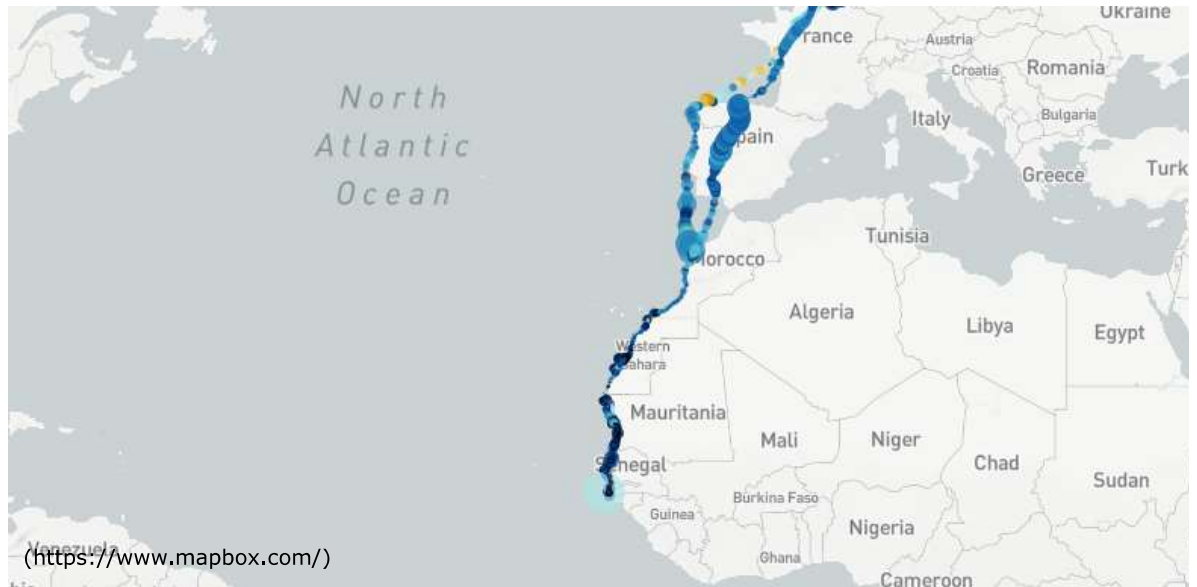 Ukraine
France
Austria
Croatia
Romania
North
Atlantic
Ocean
Italy
Bulgaria
Spain
Greece
Turk
Tunisia
Morocco
Algeria
Libya
Egypt
Western
Sahara
Mauritania
Mali
Niger
Chad
Senegal
Sudan
Burkina Faso
Guinea
Nigeria
Venezuela
(https://www.mapbox.com/)
Ghana
Cameroon